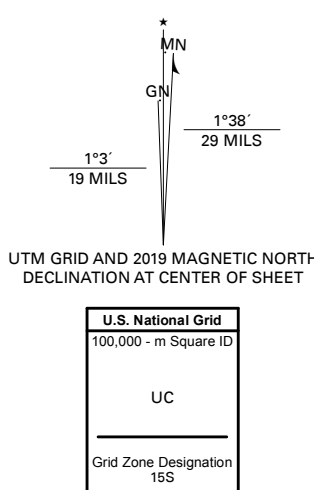 MN
GN
1°38´
29 MILS
1°3´
19 MILS
UTM GRID AND 2019 MAGNETIC NORTH
DECLINATION AT CENTER OF SHEET
U.S. National Grid
100,000 - m Square ID
UC
Grid Zone Designation
15S